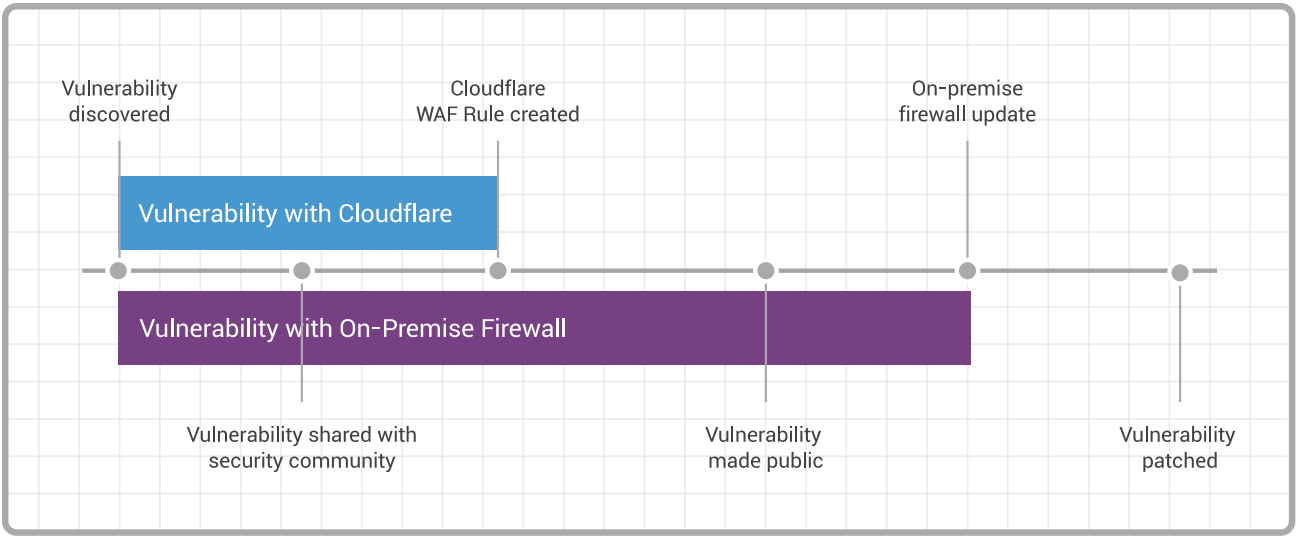 Vulnerability
discovered
Cloudflare
WAF Rule created
On-premise
firewall update
Vulnerability with Cloudflare
Vulnerability with On-Premise Firewall
Vulnerability shared with
security community
Vulnerability
made public
Vulnerability
patched